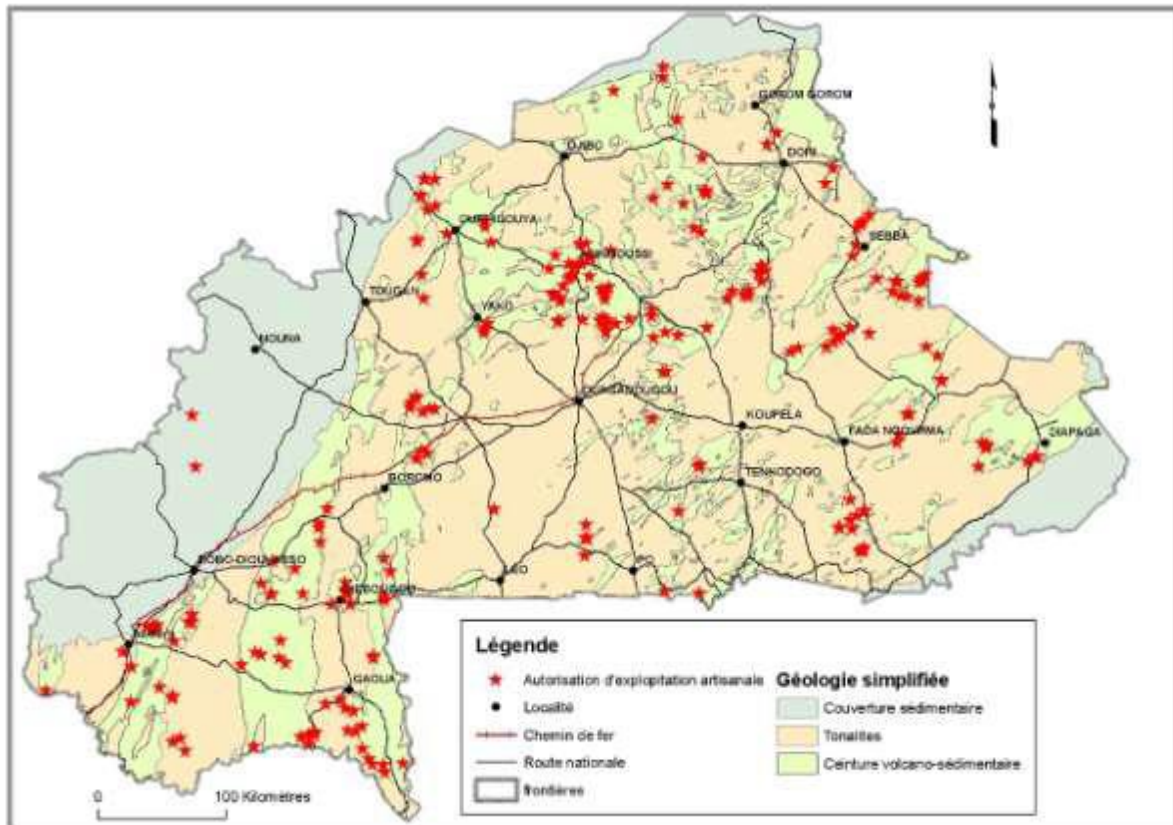 GOROM GOROM
DJIBO
DORI
OUAHIGOUYA
SEBBA
TOUGAN
YAKO
NOUNA
OUAGADOUGOU
KOUPELA
FADA NGOURMA
DIAPAGA
TENKODOGO
BOROMO
BOBO-DIOULASSO
LEO
PO
GAOUA
Légende
Autorisation d'explopitation artisanale
Localité
Chemin de fer
Route nationale
frontières
Géologie simplifiée
Couverture sédimentaire
Tonalites
Ceinture volcano-sédimentaire
0 100 Kilomètres